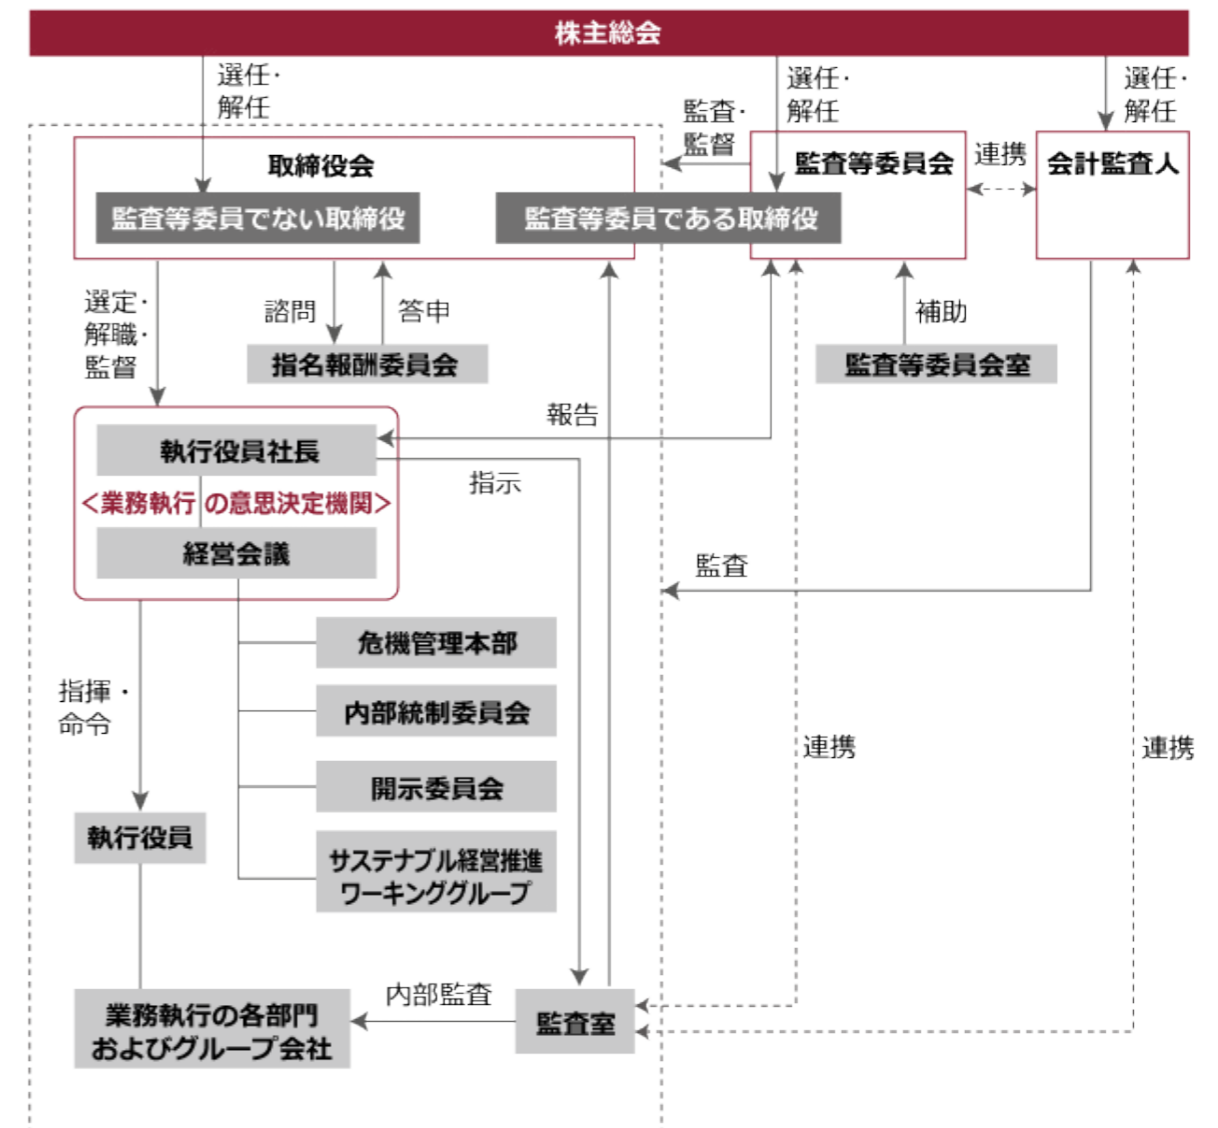 株主総会
選任・
解任
選任・
解任
選任・
解任
監査・
監督
取締役会
監査等委員会
連携
会計監査人
監査等委員でない取締役
監査等委員である取締役
選定・
解職・
監督
諮問
答申
補助
指名報酬委員会
監査等委員会室
報告
執行役員社長
指示
<業務執行の意思決定機関>
経営会議
監査
危機管理本部
指揮・
命令
内部統制委員会
連携
連携
開示委員会
執行役員
サステナブル経営推進
ワーキンググループ
内部監査
業務執行の各部門
およびグループ会社
監査室